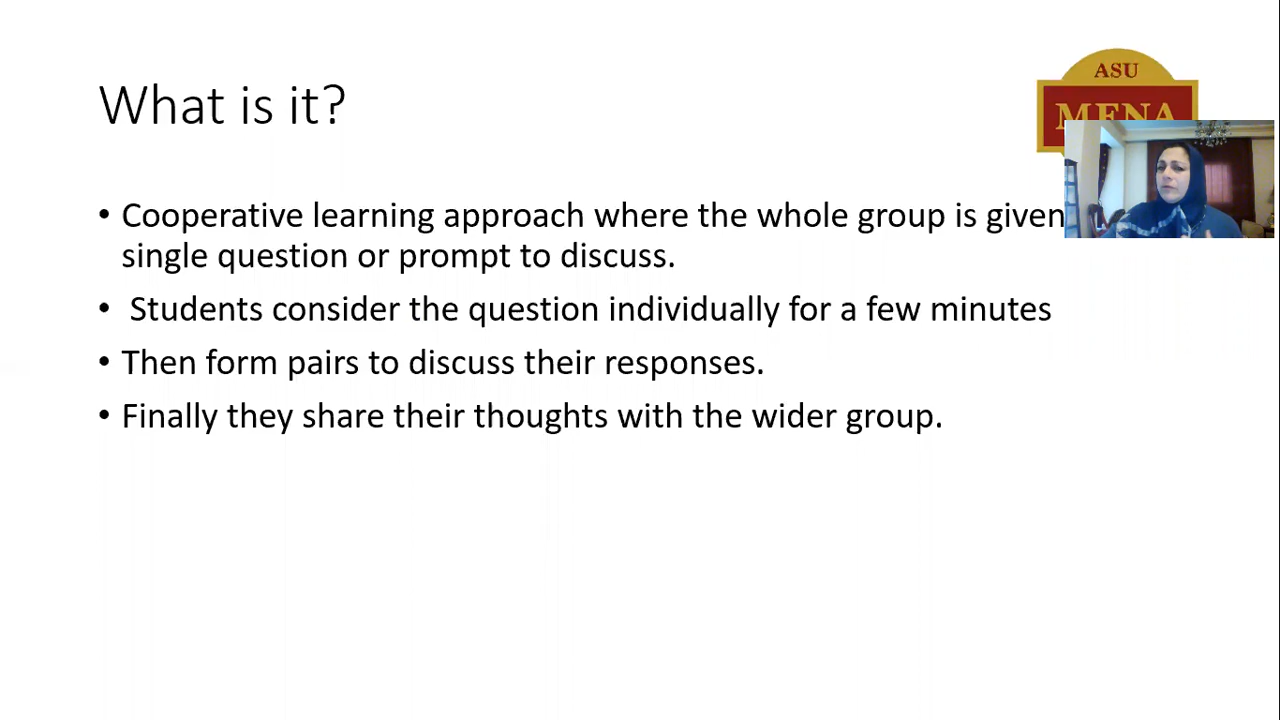 What is it?
ASU
MENA
• Cooperative learning approach where the whole group is given
single question or prompt to discuss.
• Students consider the question individually for a few minutes
• Then form pairs to discuss their responses.
• Finally they share their thoughts with the wider group.